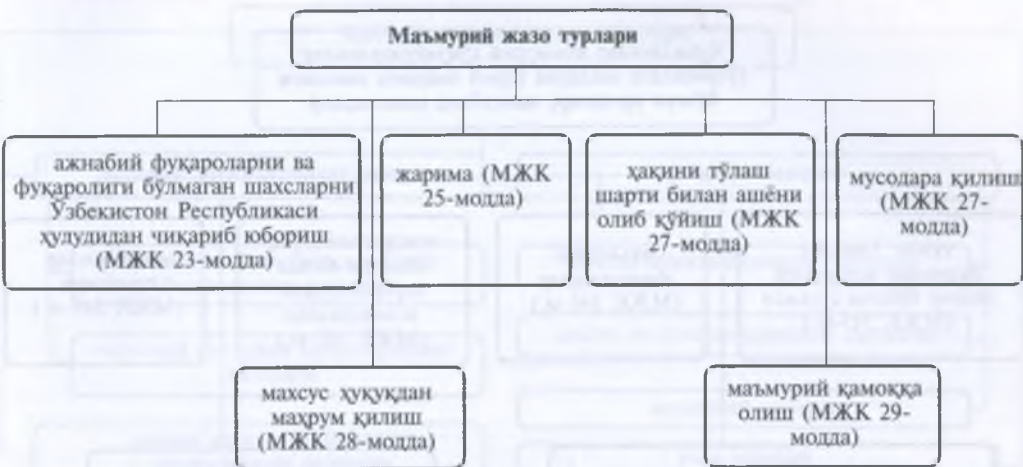 Маъмурий жазо турлари
ажнабий фуқароларни ва
фуқаролиги бўлмаган шахсларни
Ўзбекистон Республикаси
ҳудудидан чиқариб юбориш
(МЖК 23-модда)
жарима (МЖК
25-модда)
ҳақини тўлаш
шарти билан ашёни
олиб қўйиш (МЖК
27-модда)
мусодара қилиш
(МЖК 27-
модда)
махсус ҳуқуқдан
маҳрум қилиш
(МЖК 28-модда)
маъмурий қамоққа
олиш (МЖК 29-
модда)